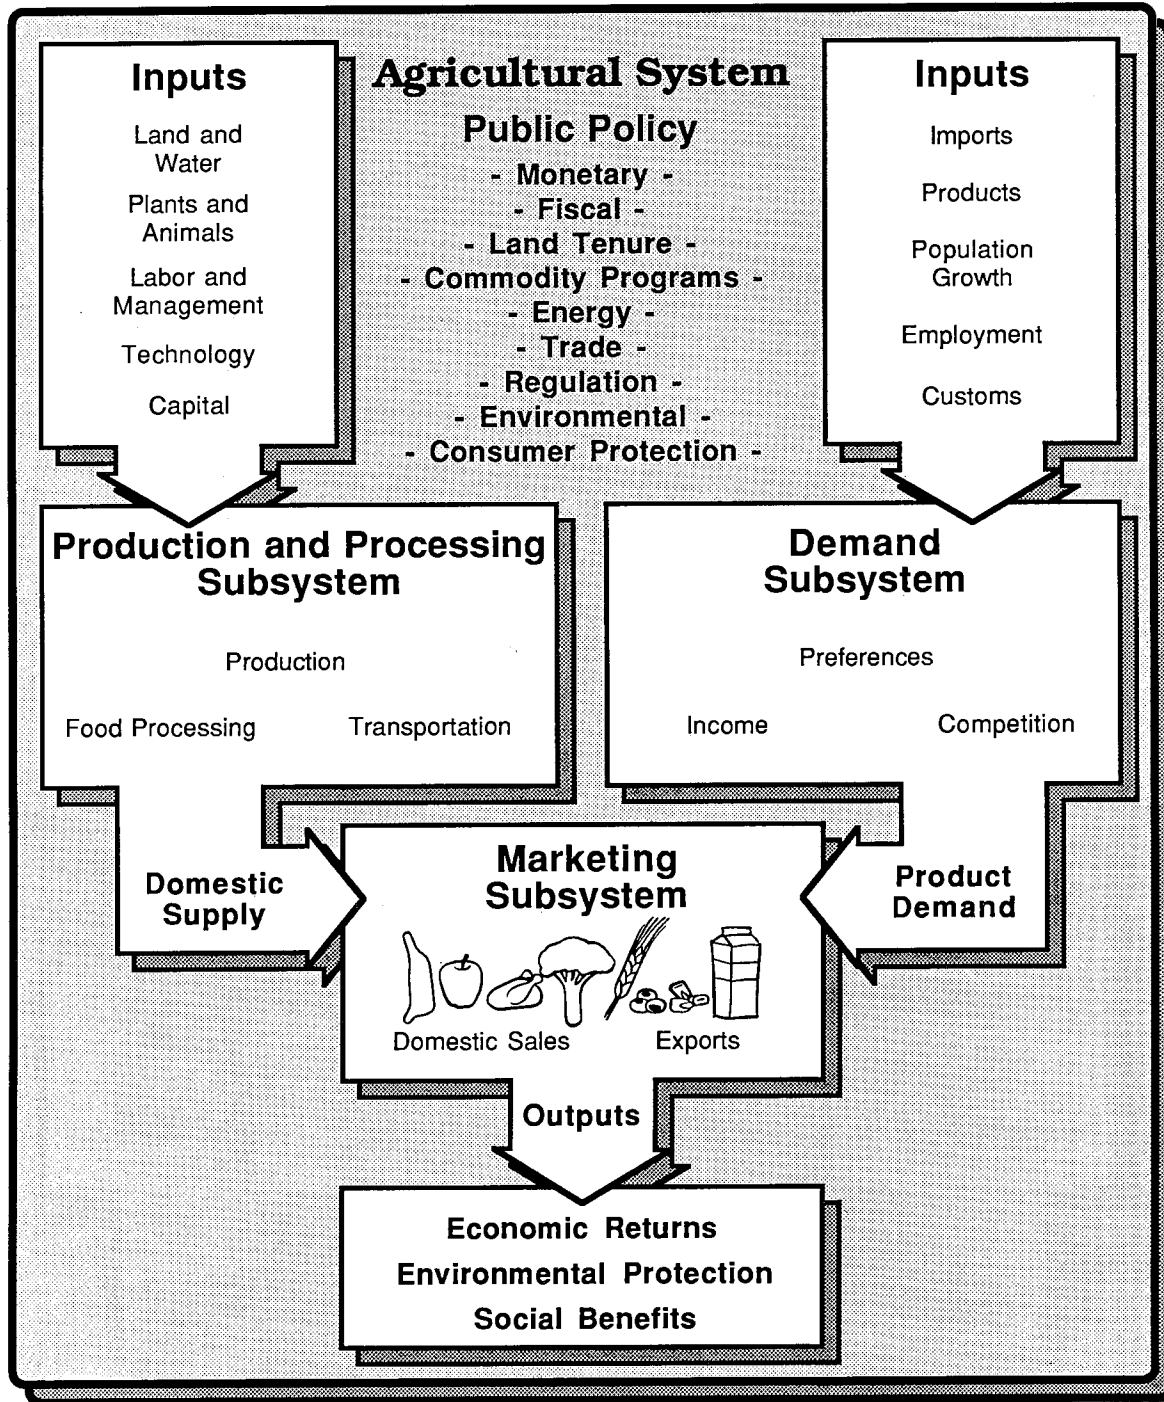 Agricultural System
Public Policy
- Monetary -
- Fiscal -
- Land Tenure -
- Commodity Programs -
- Energy -
- Trade -
- Regulation -
- Environmental -
- Consumer Protection -
Inputs
Land and
Water
Plants and
Animals
Labor and
Management
Technology
Capital
Inputs
Imports
Products
Population
Growth
Employment
Customs
Production and Processing
Subsystem
Production
Food Processing
Transportation
Demand
Subsystem
Preferences
Income
Competition
Domestic
Supply
Marketing
Subsystem
Domestic Sales
Exports
Product
Demand
Outputs
Economic Returns
Environmental Protection
Social Benefits